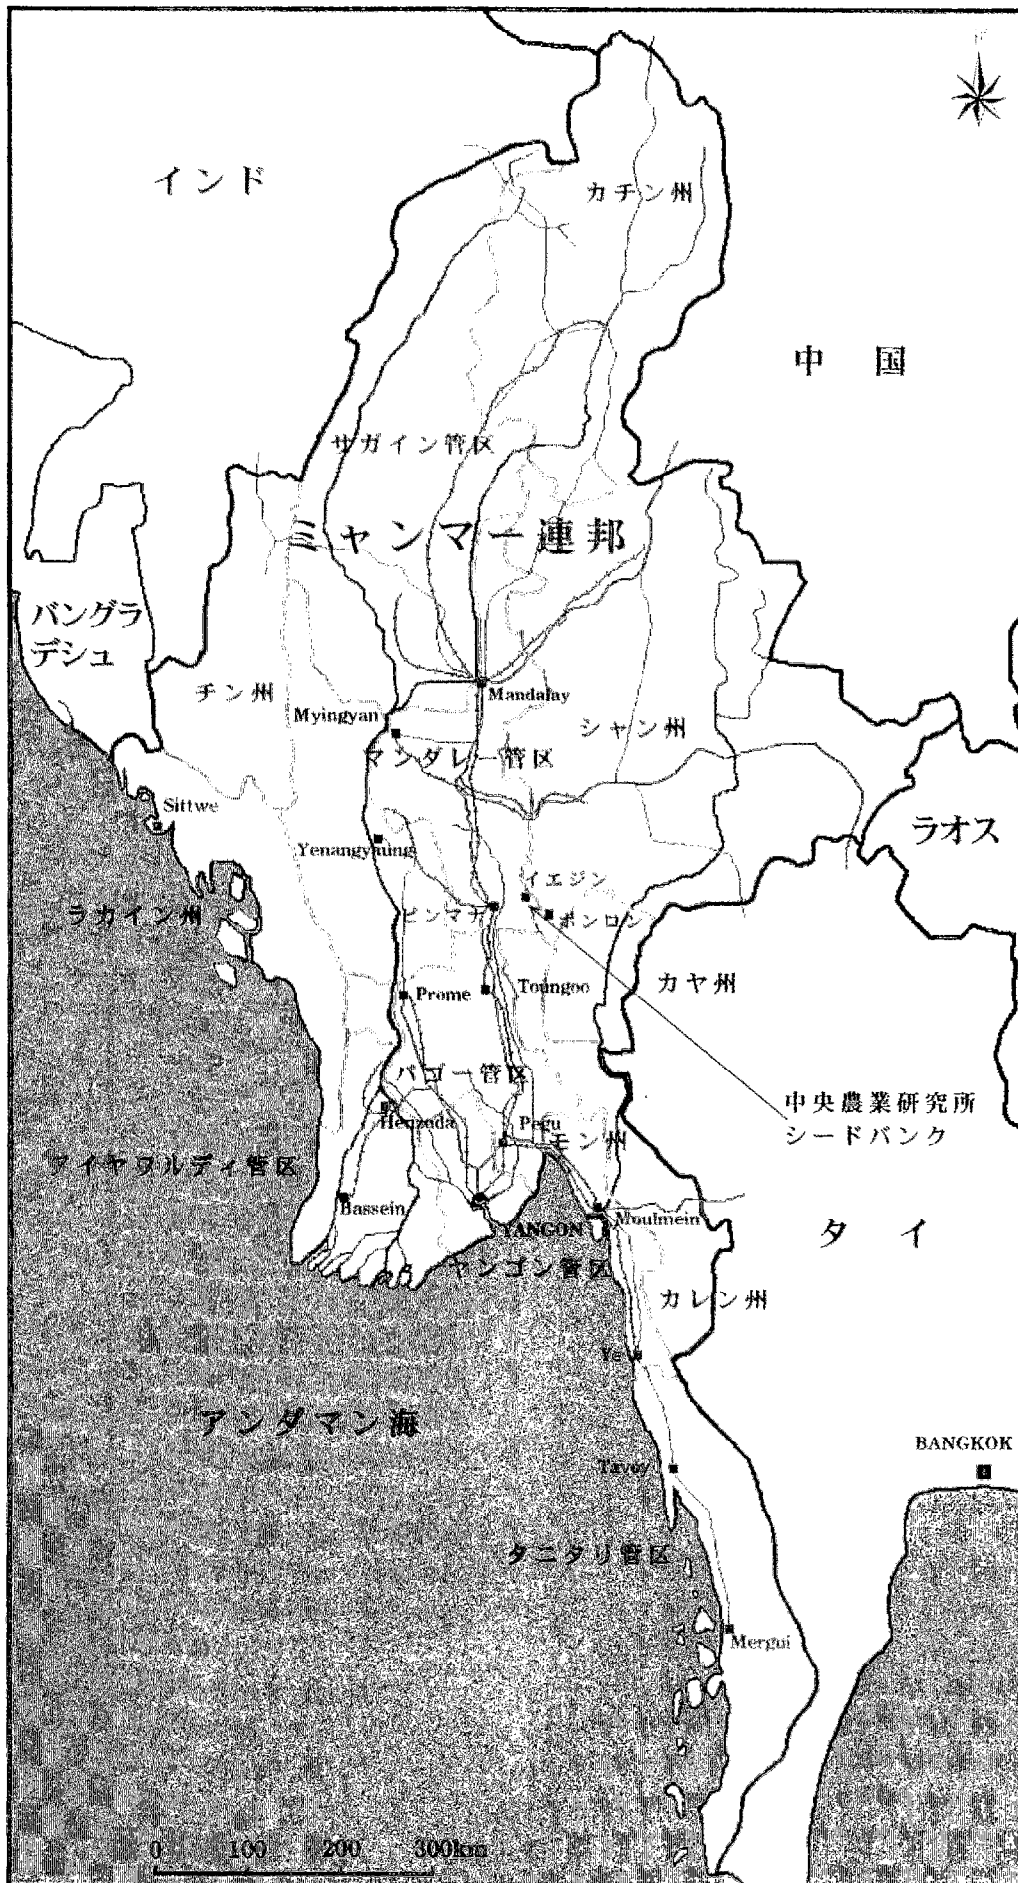 インド
カチン州
中国
サガイン管区
ミャンマー連邦
バングラ
デシュ
チン州
Mandalay
Myingyan
シャン州
マンダレー管区
Sittwe
ラオス
Yenangyaung
イエジン
ラカイン州
ピンマナ
ポンロン
カヤ州
Prome
Toungoo
バゴー管区
中央農業研究所
シードバンク
Henzada
Pegu
モン州
アイヤワルディ管区
Bassein
Moulmein
YANGON
タイ
ヤンゴン管区
カレン州
Ye
アンダマン海
BANGKOK
Tavoy
タニタリ管区
Mergui
0 100 200 300km